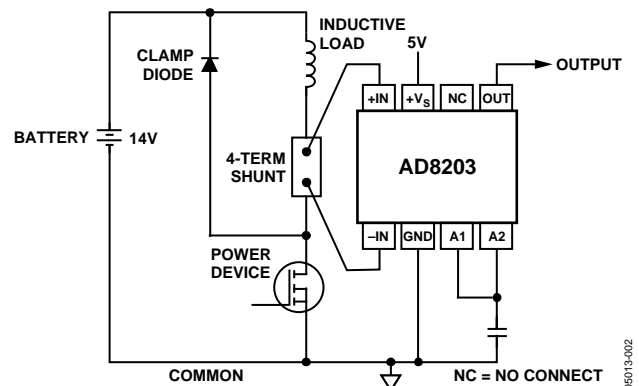 INDUCTIVE
LOAD
CLAMP
DIODE
5V
OUTPUT
+IN
+VS
NC
OUT
BATTERY
14V
4-TERM
SHUNT
AD8203
–IN
GND
A1
A2
POWER
DEVICE
COMMON
NC = NO CONNECT
05013-002